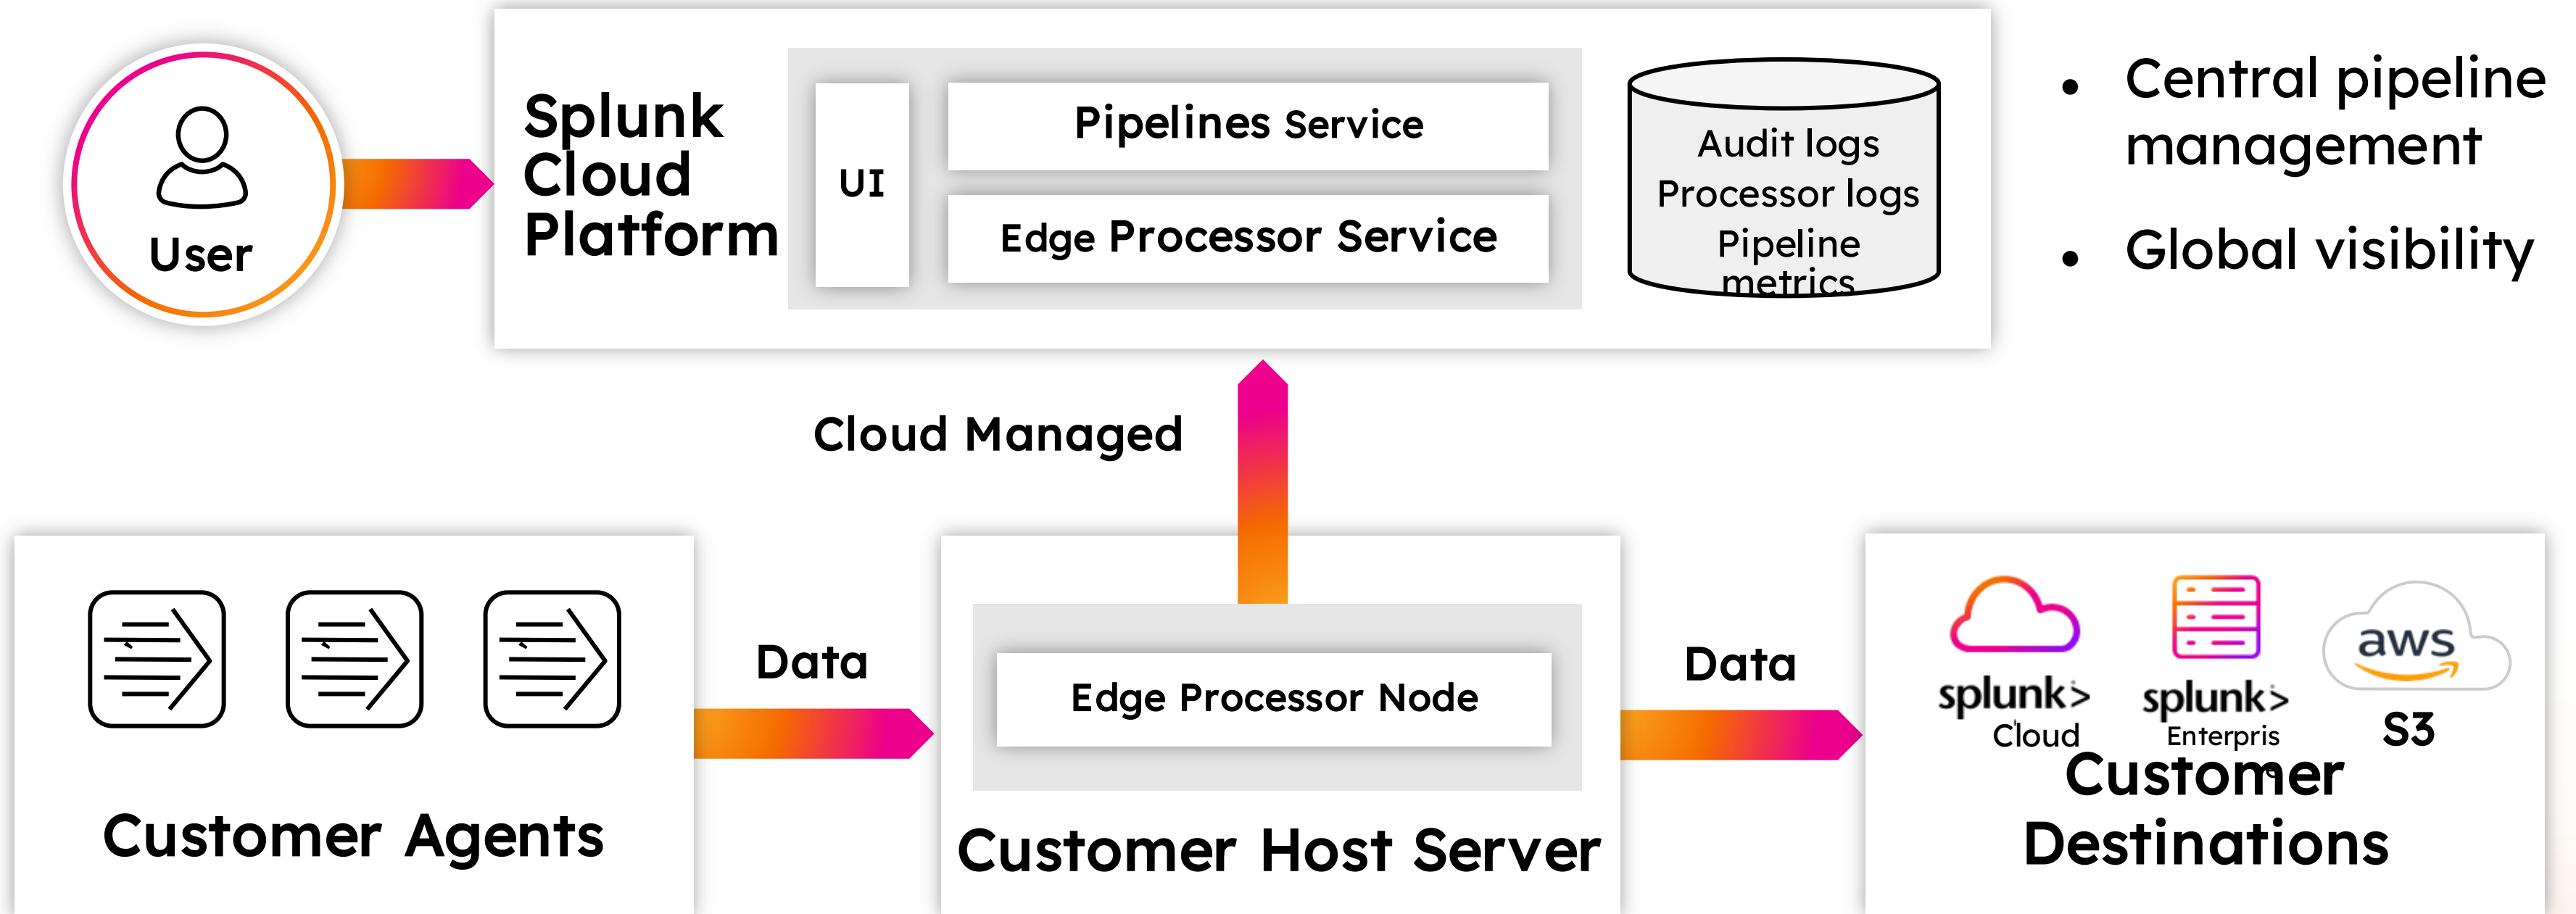 User
Splunk
Cloud
Platform
UI
Pipelines Service
Edge Processor Service
Audit logs
Processor logs
Pipeline
metrics
• Central pipeline
management
• Global visibility
Cloud Managed
Customer Agents
Data
Edge Processor Node
Customer Host Server
Data
splunk>
Cloud
splunk>
Enterpris
e
aws
S3
Customer
Destinations